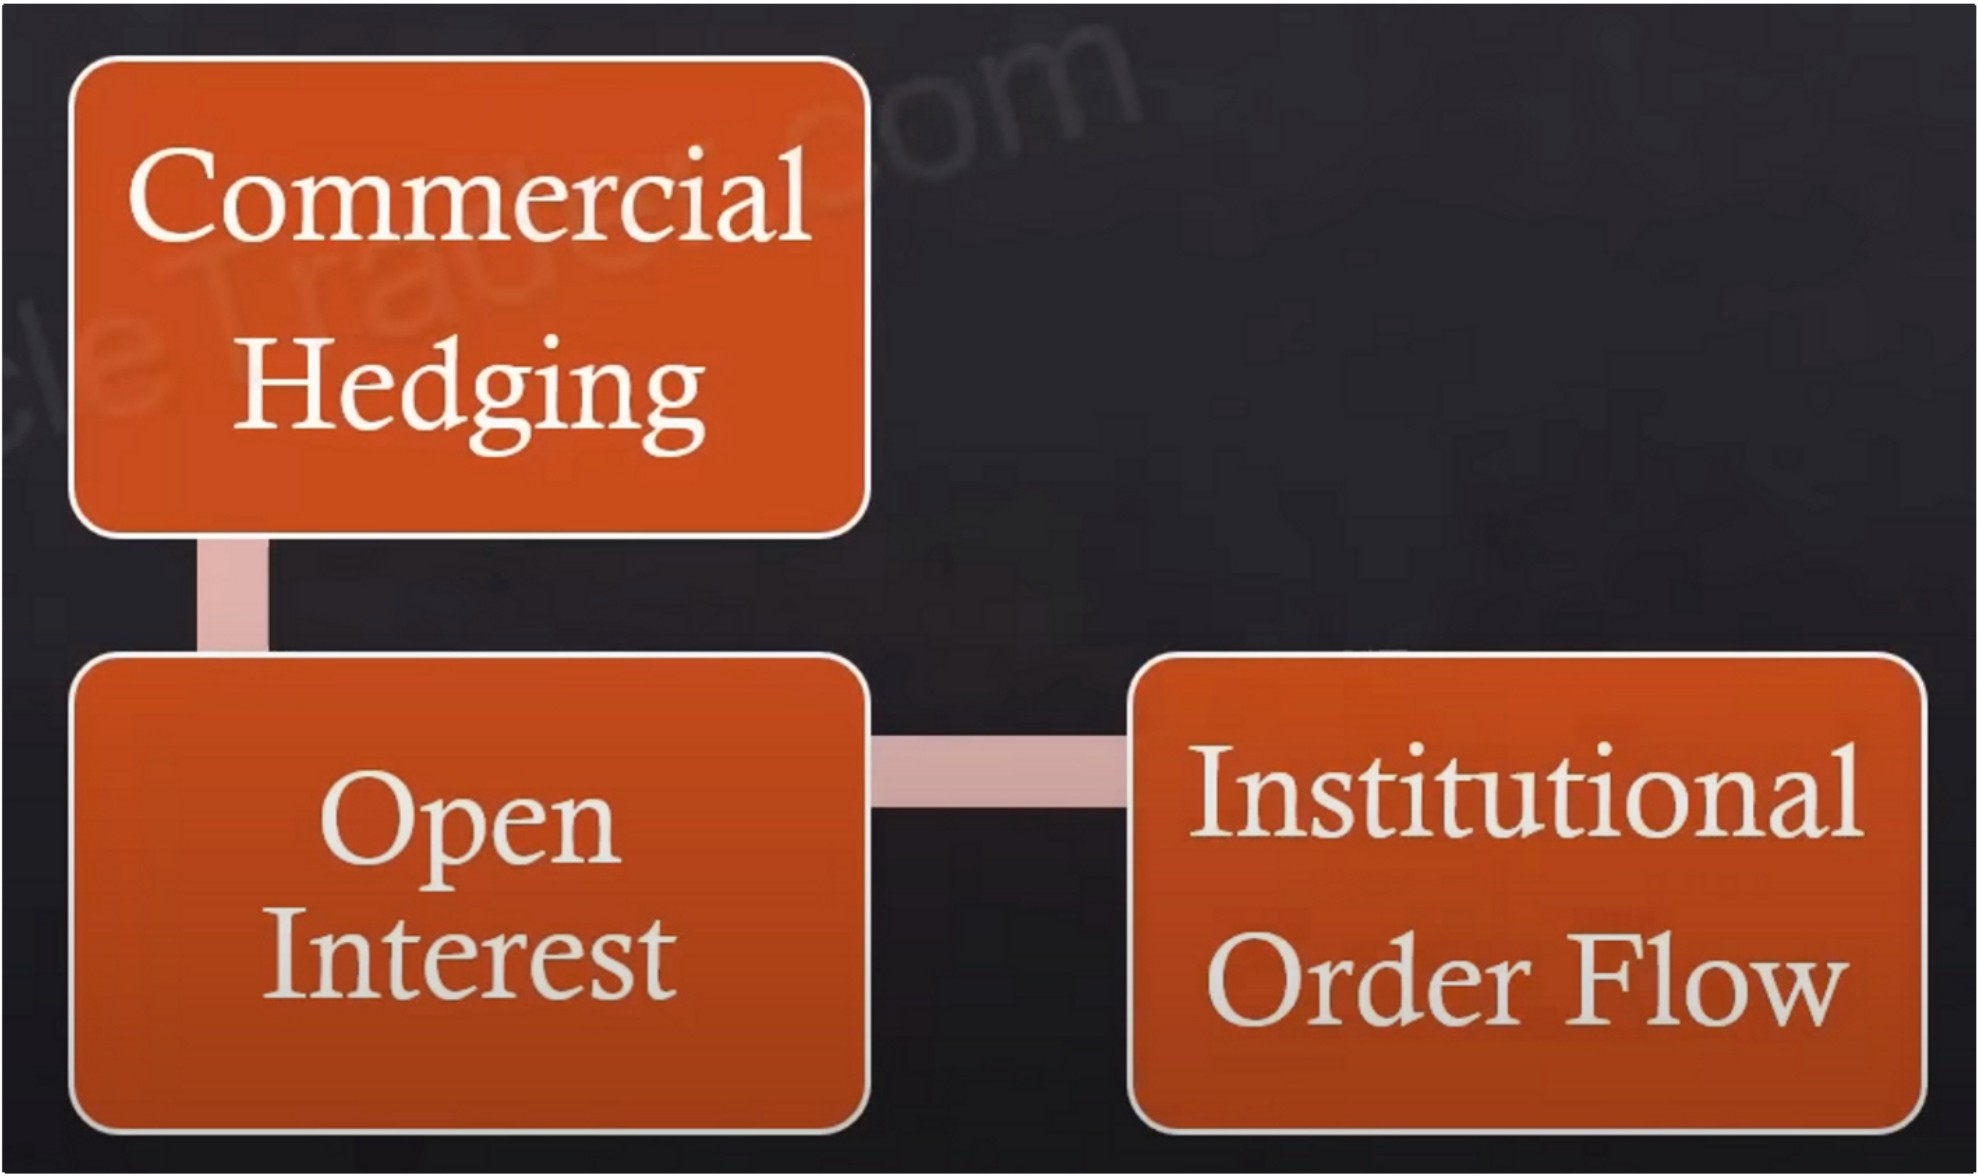 Commercial
Hedging
Open
Interest
Institutional
Order Flow